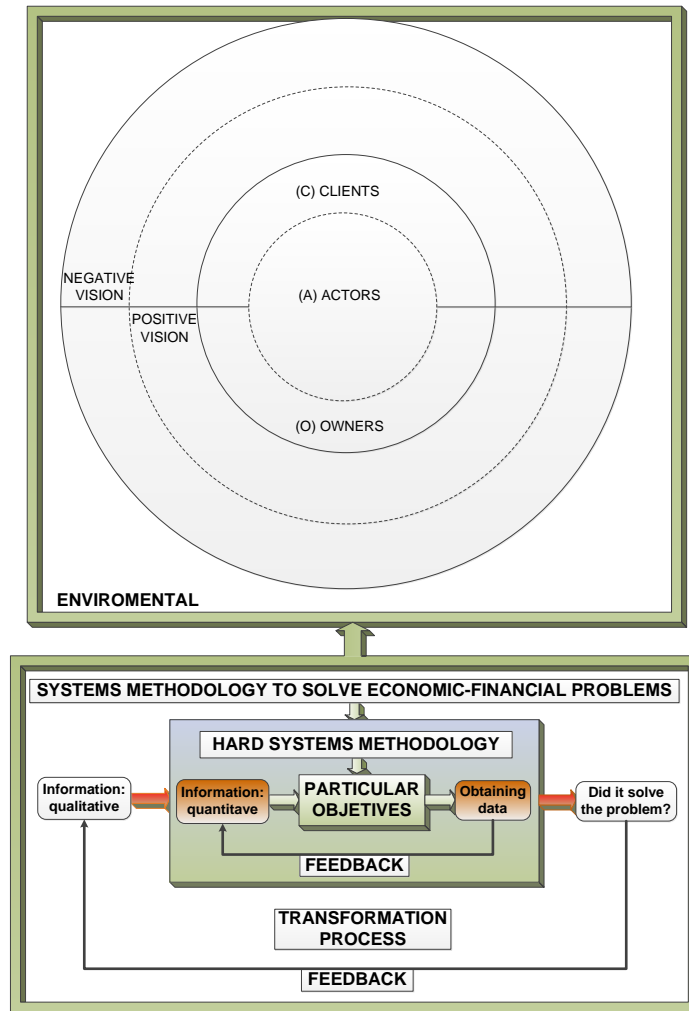 (C) CLIENTS
NEGATIVE
VISION
(A) ACTORS
POSITIVE
VISION
(O) OWNERS
ENVIROMENTAL
SYSTEMS METHODOLOGY TO SOLVE ECONOMIC-FINANCIAL PROBLEMS
HARD SYSTEMS METHODOLOGY
Information:
qualitative
Information:
quantitave
PARTICULAR
OBJETIVES
Obtaining
data
Did it solve
the problem?
FEEDBACK
TRANSFORMATION
PROCESS
FEEDBACK